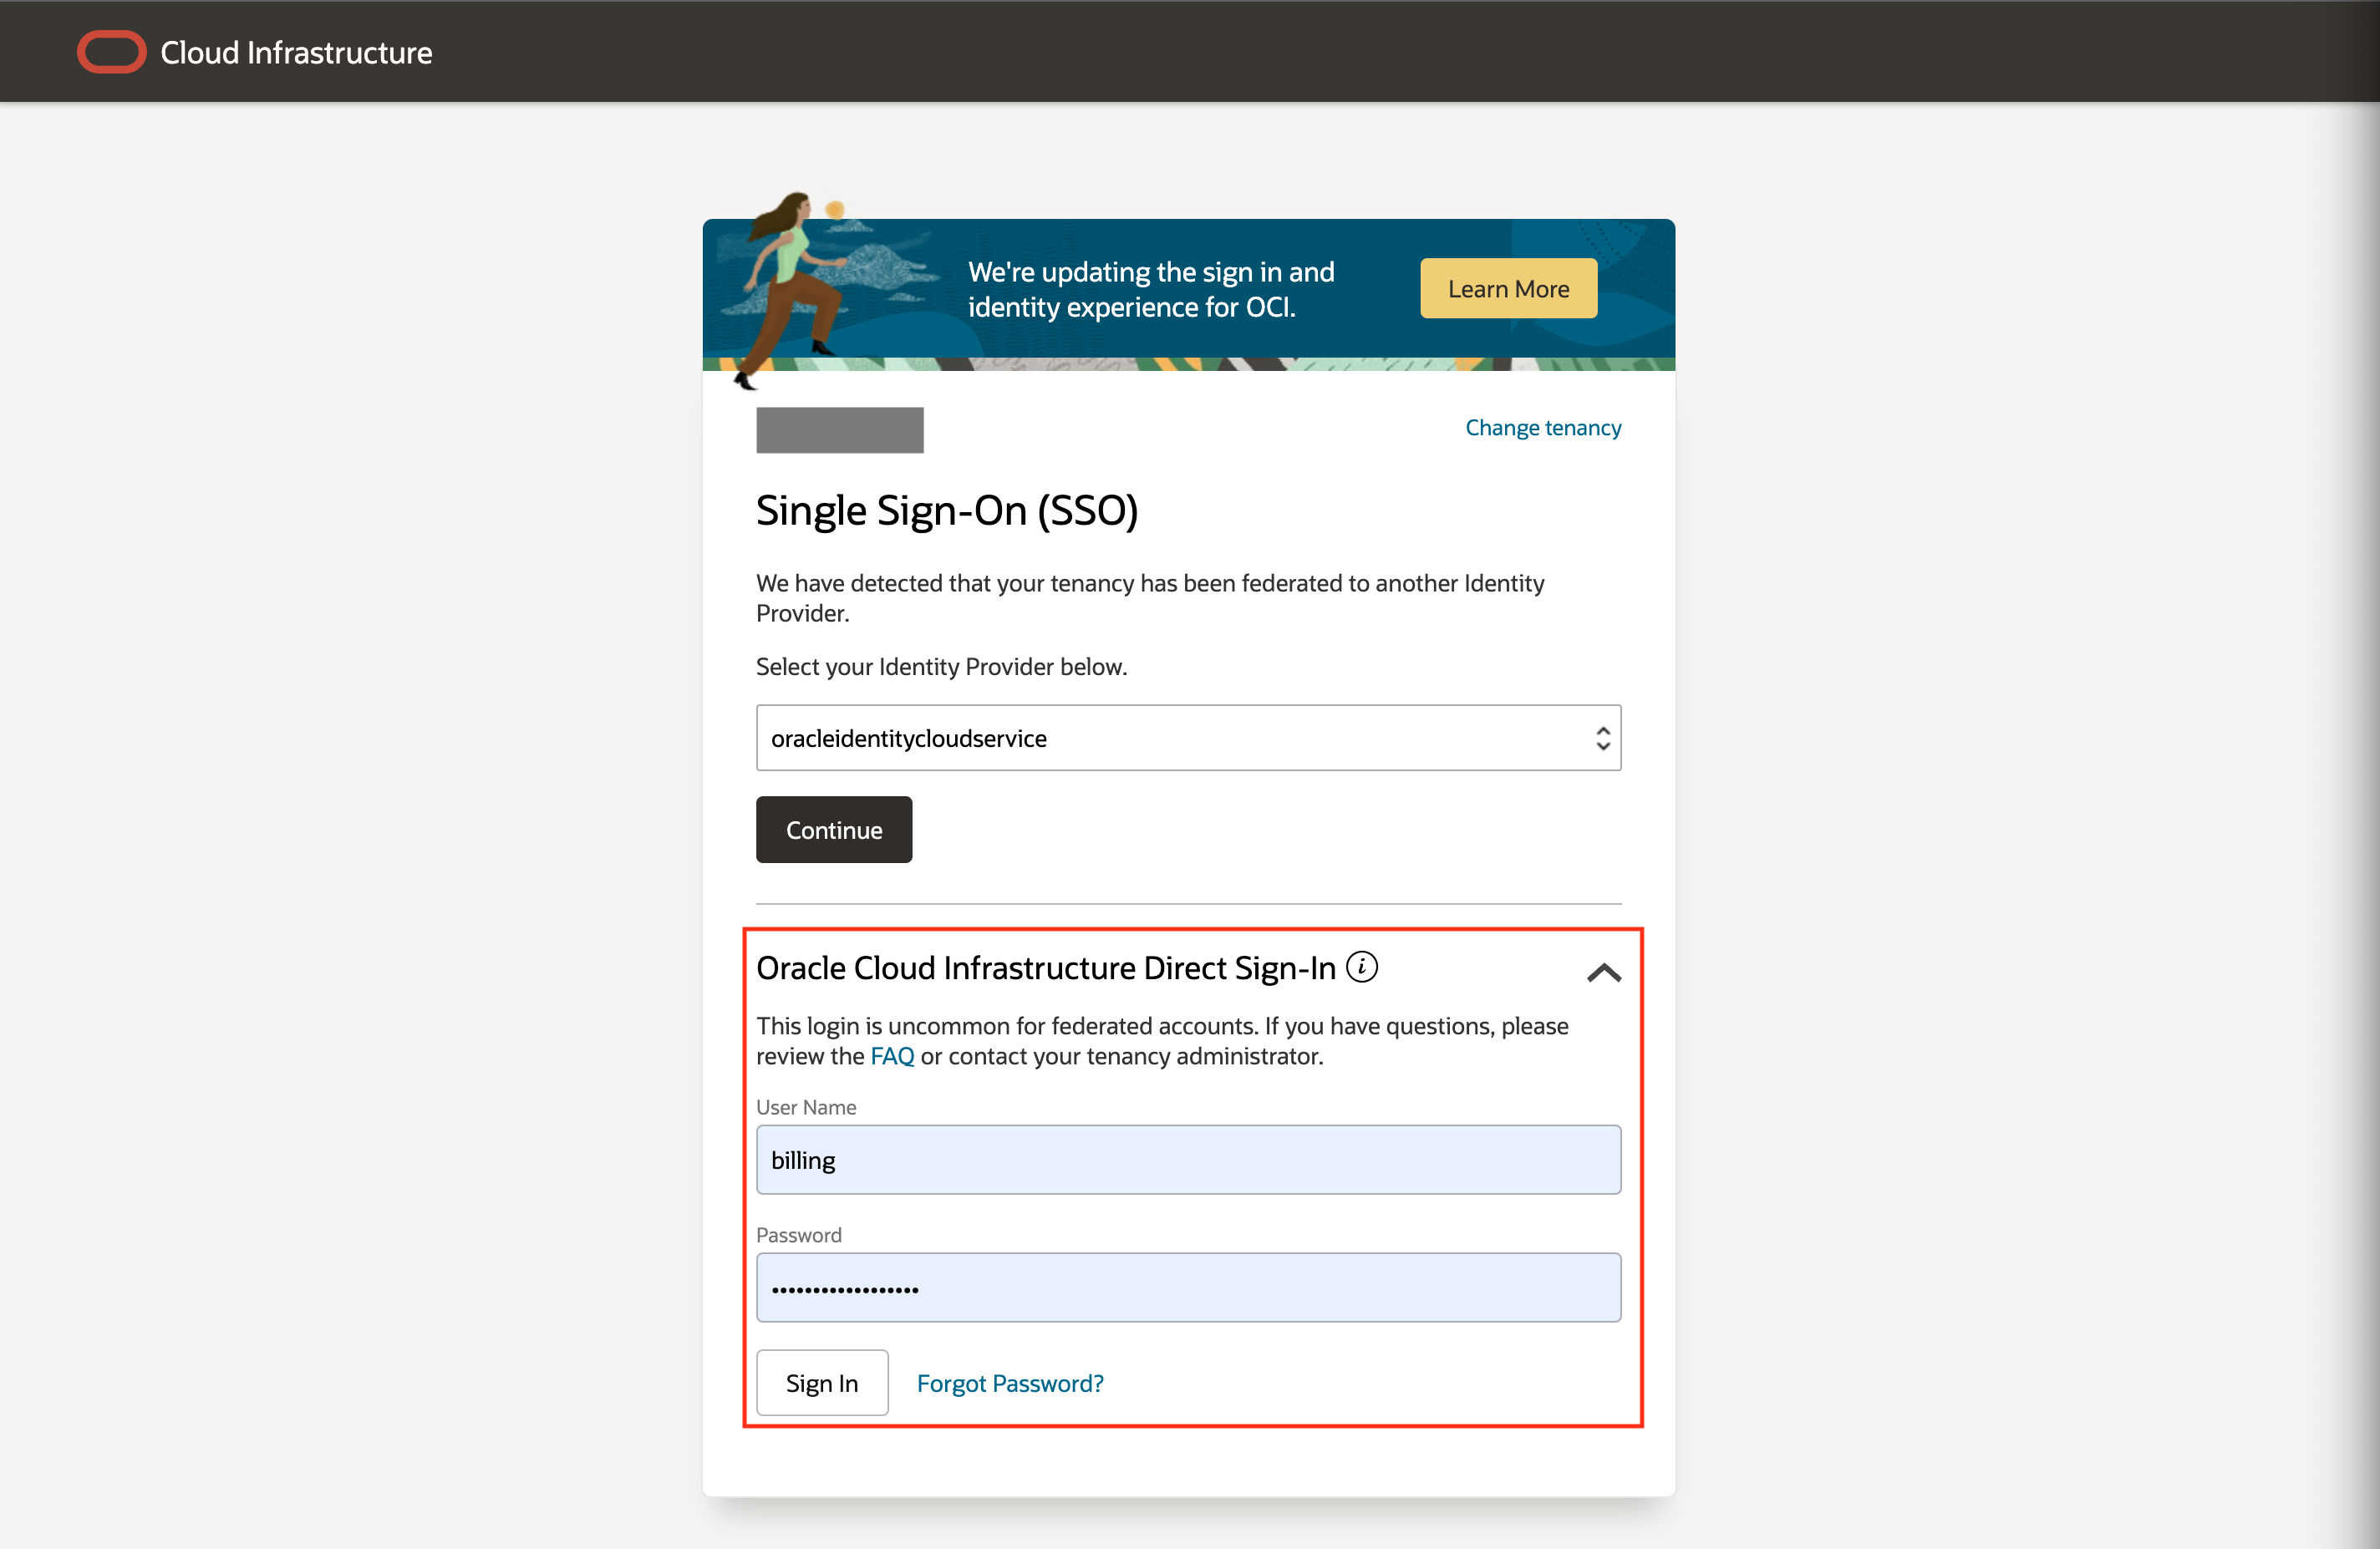 Cloud Infrastructure
We're updating the sign in and
identity experience for OCI.
Learn More
Change tenancy
Single Sign-On (SSO)
We have detected that your tenancy has been federated to another Identity
Provider.
Select your Identity Provider below.
oracleidentitycloudservice
Continue
Oracle Cloud Infrastructure Direct Sign-In i
This login is uncommon for federated accounts. If you have questions, please
review the FAQ or contact your tenancy administrator.
User Name
billing
Password
••••••••••••••••••
Sign In
Forgot Password?